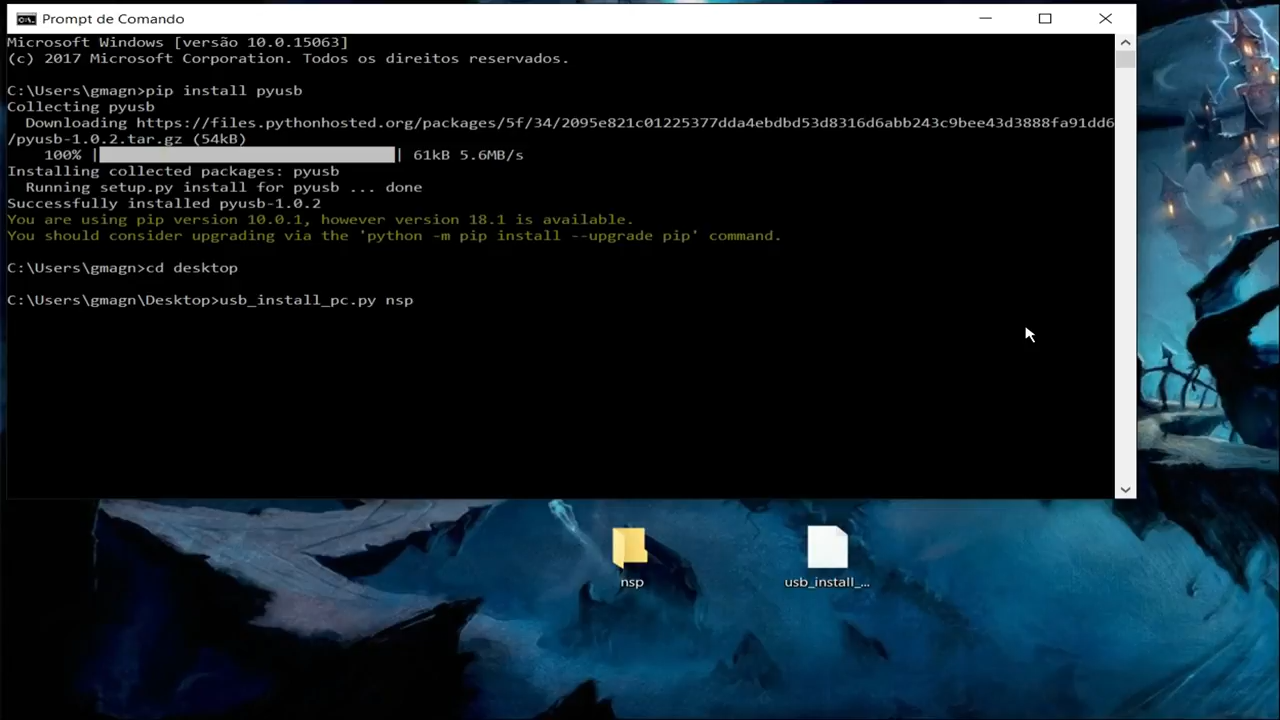 Prompt de Comando
Microsoft Windows [versão 10.0.15063]
(c) 2017 Microsoft Corporation. Todos os direitos reservados.
C:\Users\gmagn>pip install pyusb
Collecting pyusb
Downloading https://files.pythonhosted.org/packages/5f/34/2095e821c01225377dda4ebdbd53d8316d6abb243c9bee43d3888fa91dd6
/pyusb-1.0.2.tar.gz (54kB)
100% | | 61kB 5.6MB/s
Installing collected packages: pyusb
Running setup.py install for pyusb ... done
Successfully installed pyusb-1.0.2
You are using pip version 10.0.1, however version 18.1 is available.
You should consider upgrading via the 'python -m pip install --upgrade pip' command.
C:\Users\gmagn>cd desktop
C:\Users\gmagn\Desktop>usb_install_pc.py nsp
nsp
usb_install_...